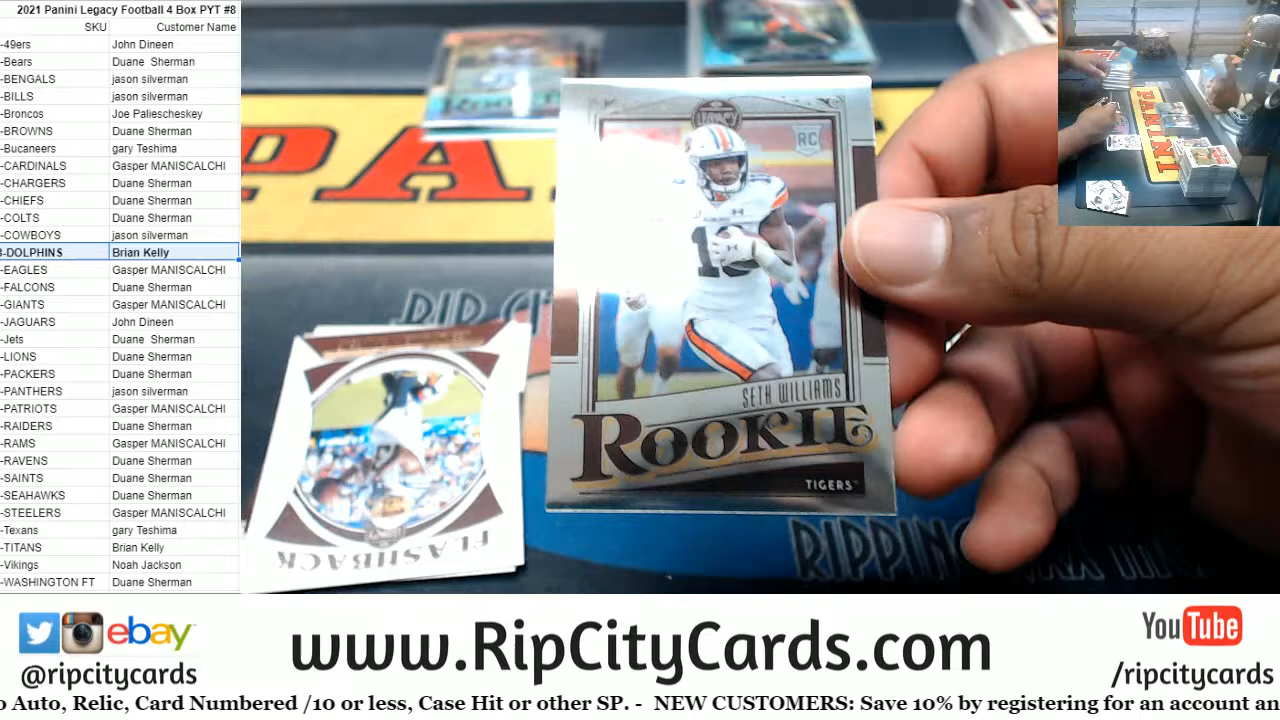 2021 Panini Legacy Football 4 Box PYT #8
SKU Customer Name
-49ers John Dineen
-Bears Duane Sherman
-BENGALS jason silverman
-BILLS jason silverman
-Broncos Joe Paliescheskey
-BROWNS Duane Sherman
-Bucaneers gary Teshima
-CARDINALS Gasper MANISCALCHI
-CHARGERS Duane Sherman
-CHIEFS Duane Sherman
-COLTS Duane Sherman
-COWBOYS jason silverman
-DOLPHINS Brian Kelly
-EAGLES Gasper MANISCALCHI
-FALCONS Duane Sherman
-GIANTS Gasper MANISCALCHI
-JAGUARS John Dineen
-Jets Duane Sherman
-LIONS Duane Sherman
-PACKERS Duane Sherman
-PANTHERS jason silverman
-PATRIOTS Gasper MANISCALCHI
-RAIDERS Duane Sherman
-RAMS Gasper MANISCALCHI
-RAVENS Duane Sherman
-SAINTS Duane Sherman
-SEAHAWKS Duane Sherman
-STEELERS Gasper MANISCALCHI
-Texans gary Teshima
-TITANS Brian Kelly
-Vikings Noah Jackson
-WASHINGTON FT Duane Sherman
LEGACY
RC
SETH WILLIAMS
ROOKIE
TIGERS
FLASHBACK
RIP CITY
RIPPING
PANINI
ebay
@ripcitycards
www.RipCityCards.com
YouTube
/ripcitycards
o Auto, Relic, Card Numbered /10 or less, Case Hit or other SP. - NEW CUSTOMERS: Save 10% by registering for an account an